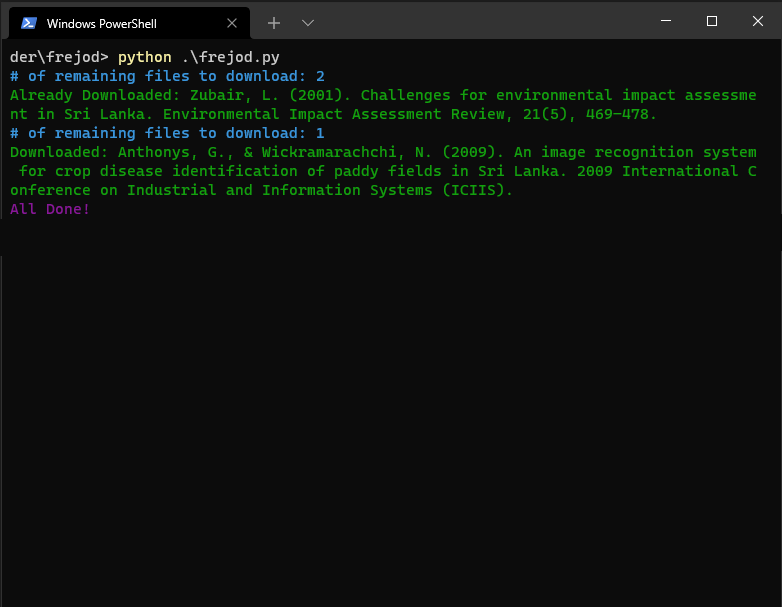 Windows PowerShell
der\frejod> python .\frejod.py
# of remaining files to download: 2
Already Downloaded: Zubair, L. (2001). Challenges for environmental impact assessme
nt in Sri Lanka. Environmental Impact Assessment Review, 21(5), 469–478.
# of remaining files to download: 1
Downloaded: Anthonys, G., & Wickramarachchi, N. (2009). An image recognition system
 for crop disease identification of paddy fields in Sri Lanka. 2009 International C
onference on Industrial and Information Systems (ICIIS).
All Done!